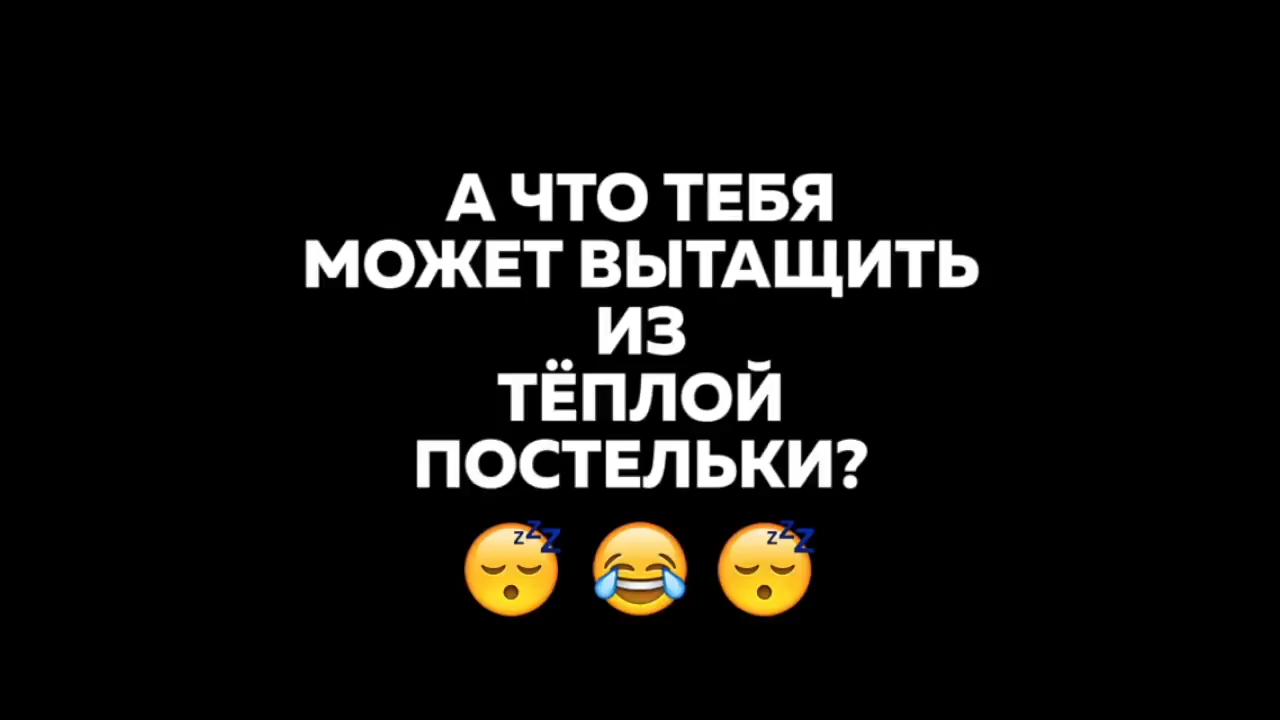 А ЧТО ТЕБЯ
МОЖЕТ ВЫТАЩИТЬ
ИЗ
ТЁПЛОЙ
ПОСТЕЛЬКИ?